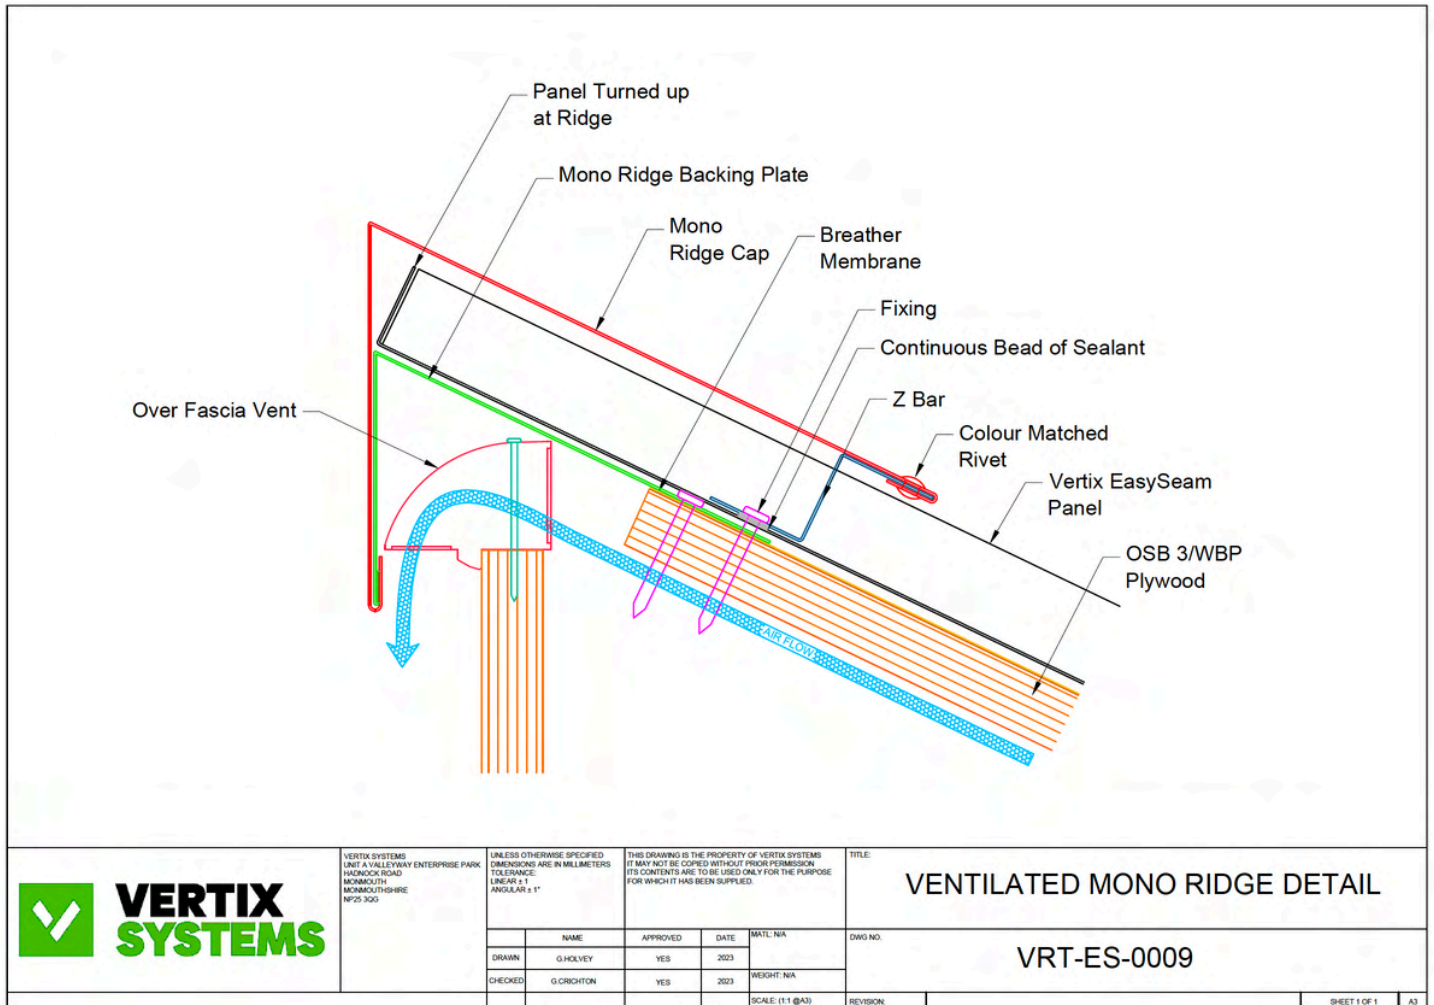 Panel Turned up
at Ridge
Mono Ridge Backing Plate
Mono
Ridge Cap
Breather
Membrane
Fixing
Continuous Bead of Sealant
Z Bar
Over Fascia Vent
Colour Matched
Rivet
Vertix EasySeam
Panel
OSB 3/WBP
Plywood
AIR FLOW
VERTIX
SYSTEMS
VERTIX SYSTEMS
UNIT A VALLEYWAY ENTERPRISE PARK
HADNOCK ROAD
MONMOUTH
MONMOUTHSHIRE
NP25 3QG
UNLESS OTHERWISE SPECIFIED
DIMENSIONS ARE IN MILLIMETERS
TOLERANCE:
LINEAR ± 1
ANGULAR ± 1°
THIS DRAWING IS THE PROPERTY OF VERTIX SYSTEMS
IT MAY NOT BE COPIED WITHOUT PRIOR PERMISSION
ITS CONTENTS ARE TO BE USED ONLY FOR THE PURPOSE
FOR WHICH IT HAS BEEN SUPPLIED.
TITLE:
VENTILATED MONO RIDGE DETAIL
NAME APPROVED DATE
DRAWN G.HOLVEY YES 2023
CHECKED G.CRICHTON YES 2023
MATL: N/A
WEIGHT: N/A
SCALE: (1:1 @A3)
DWG NO.
VRT-ES-0009
REVISION:
SHEET 1 OF 1
A3